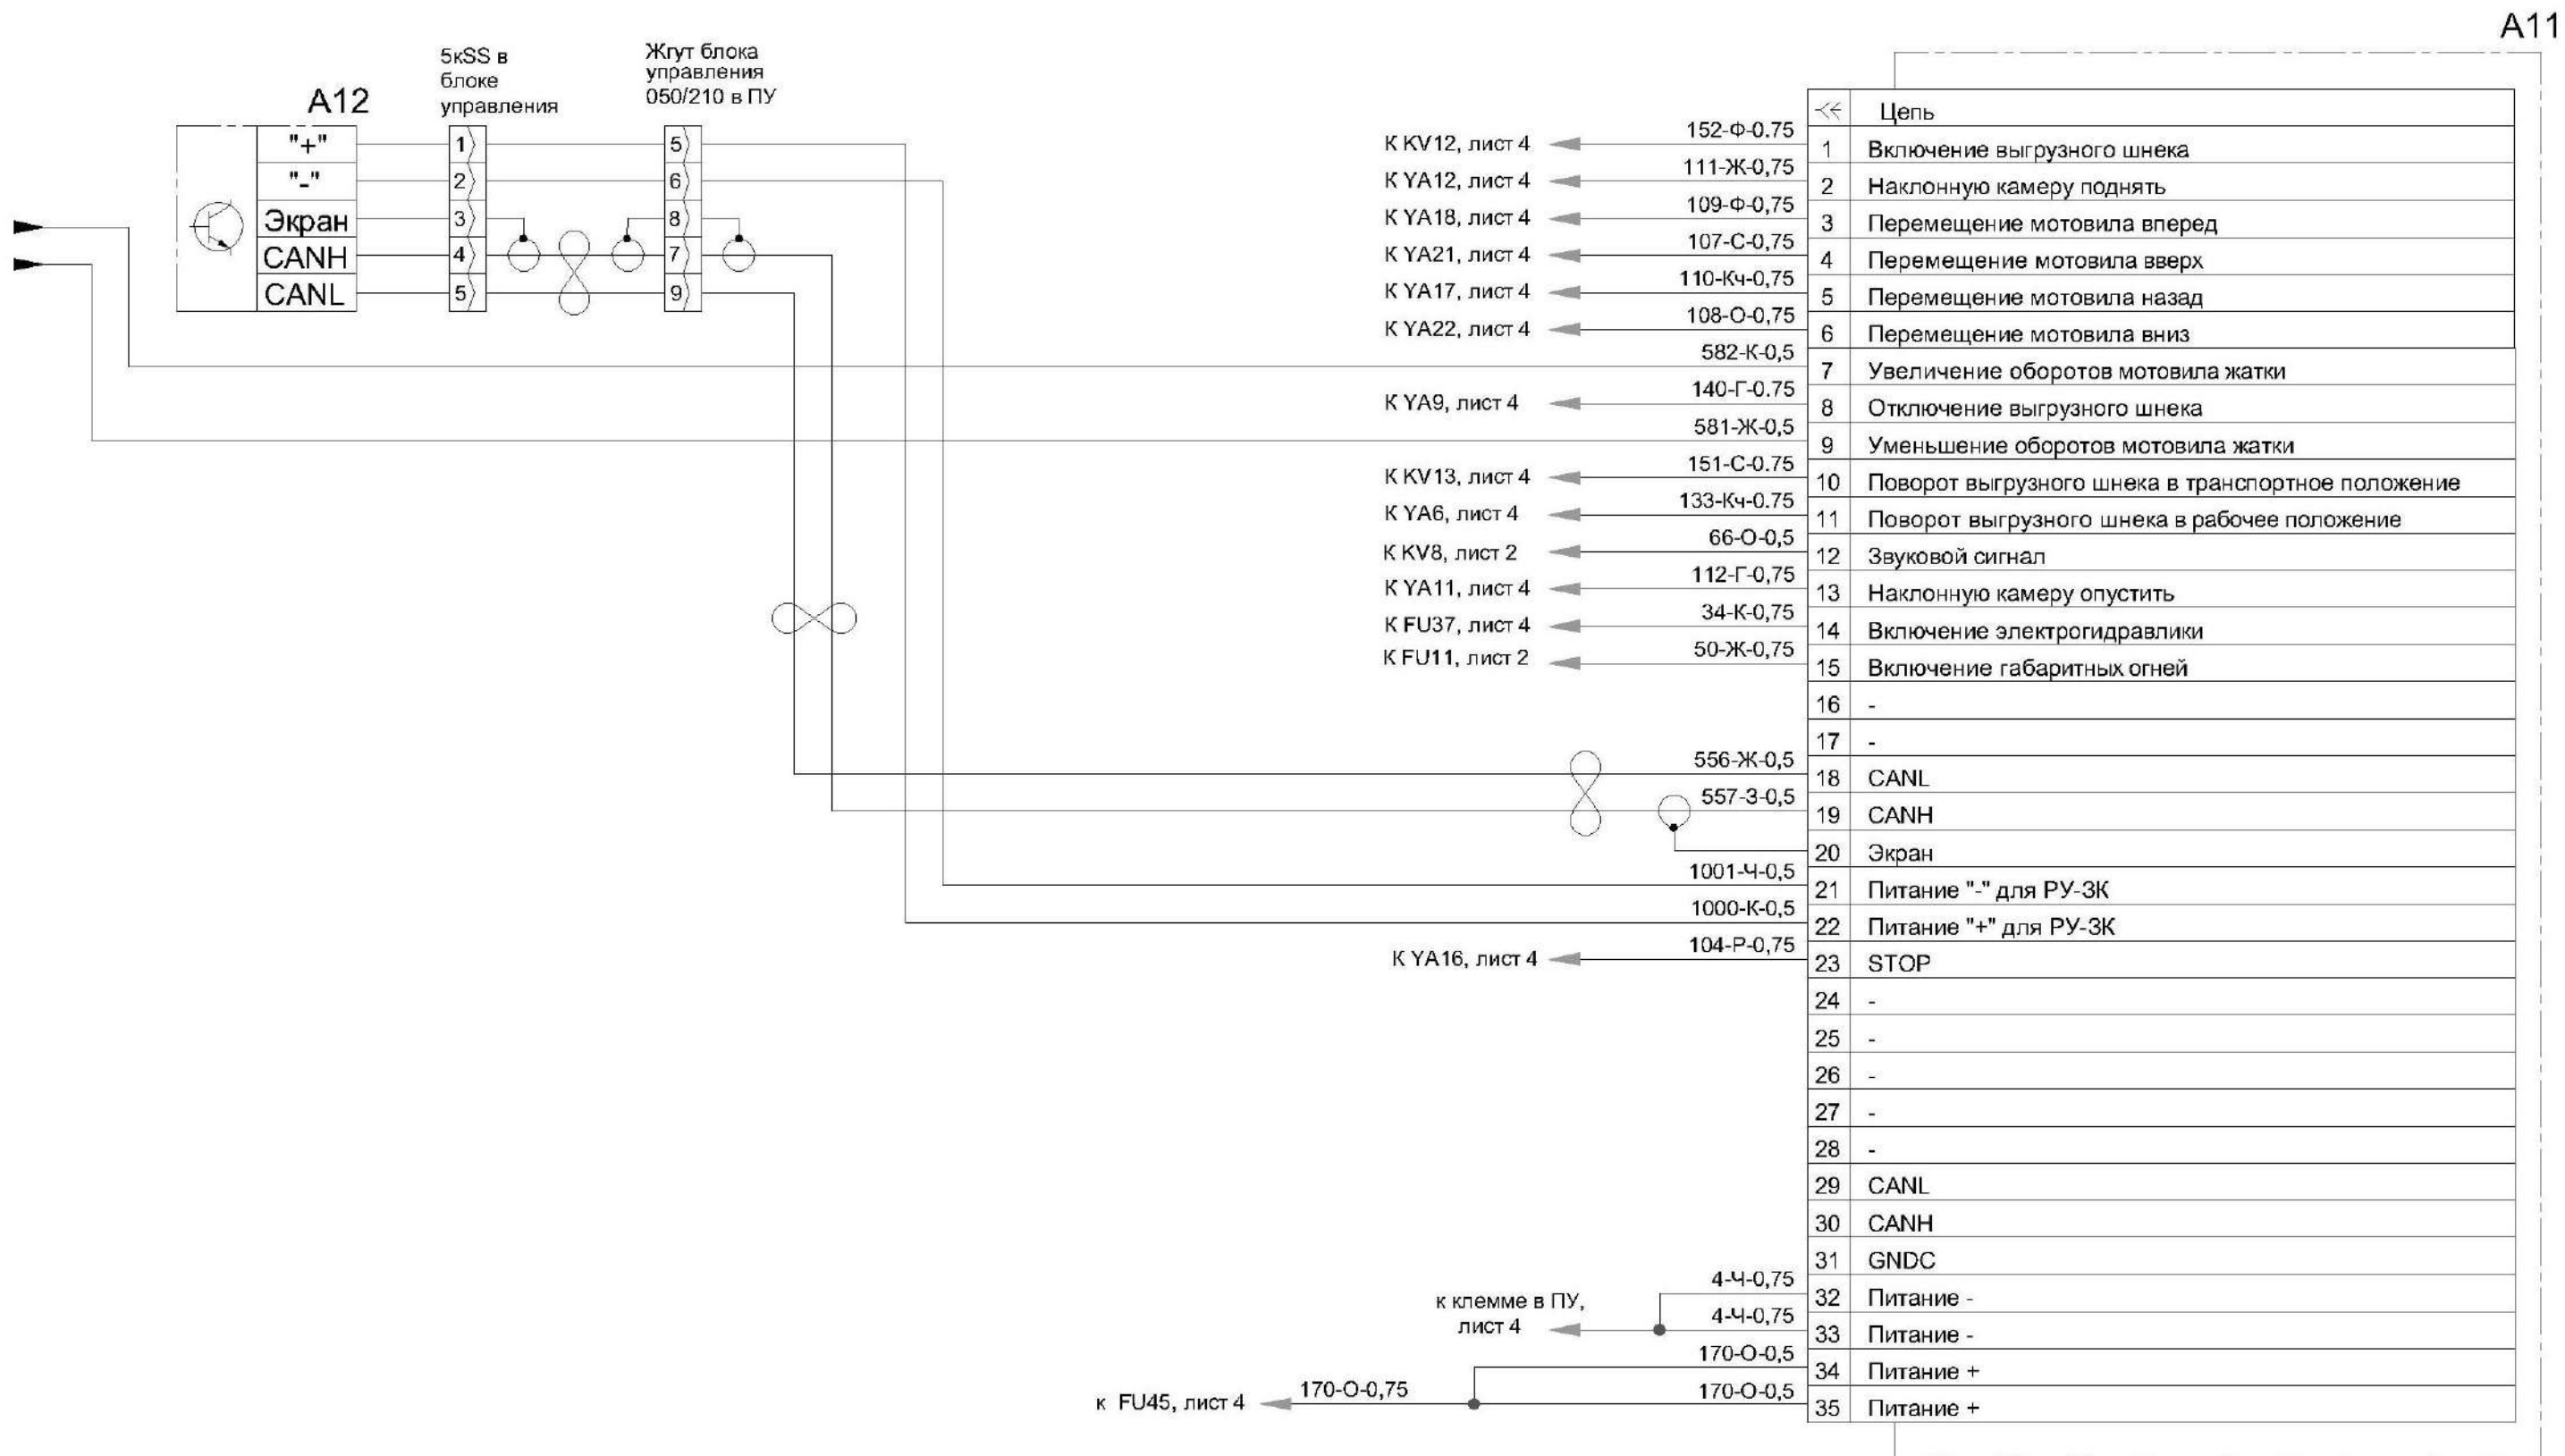 А11
5кSS в
блоке
управления
Жгут блока
управления
050/210 в ПУ
А12
"+"
"-"
Экран
CANH
CANL
1
2
3
4
5
5
6
8
7
9
Цепь
К KV12, лист 4 152-Ф-0.75 1 Включение выгрузного шнека
К YA12, лист 4 111-Ж-0,75 2 Наклонную камеру поднять
К YA18, лист 4 109-Ф-0,75 3 Перемещение мотовила вперед
К YA21, лист 4 107-С-0,75 4 Перемещение мотовила вверх
К YA17, лист 4 110-Кч-0,75 5 Перемещение мотовила назад
К YA22, лист 4 108-О-0,75 6 Перемещение мотовила вниз
582-К-0,5 7 Увеличение оборотов мотовила жатки
К YA9, лист 4 140-Г-0.75 8 Отключение выгрузного шнека
581-Ж-0,5 9 Уменьшение оборотов мотовила жатки
К KV13, лист 4 151-С-0.75 10 Поворот выгрузного шнека в транспортное положение
К YA6, лист 4 133-Кч-0.75 11 Поворот выгрузного шнека в рабочее положение
К KV8, лист 2 66-О-0,5 12 Звуковой сигнал
К YA11, лист 4 112-Г-0,75 13 Наклонную камеру опустить
К FU37, лист 4 34-К-0,75 14 Включение электрогидравлики
К FU11, лист 2 50-Ж-0,75 15 Включение габаритных огней
16 -
17 -
556-Ж-0,5 18 CANL
557-З-0,5 19 CANH
20 Экран
1001-Ч-0,5 21 Питание "-" для РУ-ЗК
1000-К-0,5 22 Питание "+" для РУ-ЗК
К YA16, лист 4 104-Р-0,75 23 STOP
24 -
25 -
26 -
27 -
28 -
29 CANL
30 CANH
31 GNDC
4-Ч-0,75 32 Питание -
к клемме в ПУ,
лист 4
4-Ч-0,75 33 Питание -
170-О-0,5 34 Питание +
к FU45, лист 4 170-О-0,75 170-О-0,5 35 Питание +